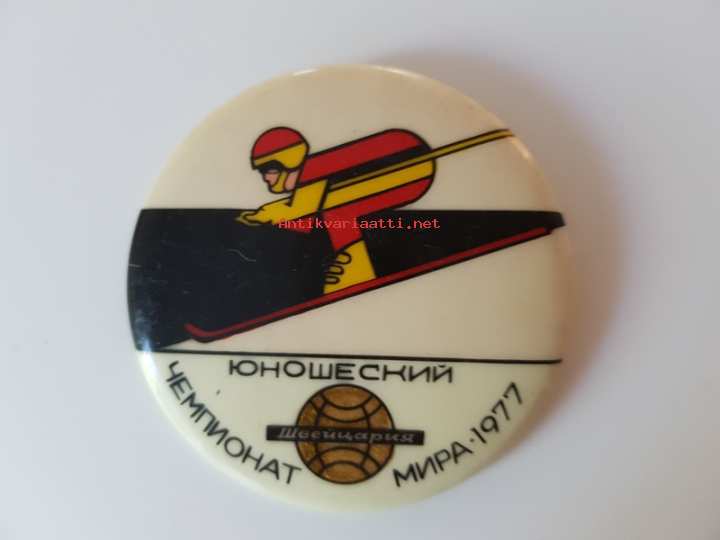 Antikvariaatti.net
ЮНОШЕСКИЙ
Швейцария
ЧЕМПИОНАТ МИРА·1977